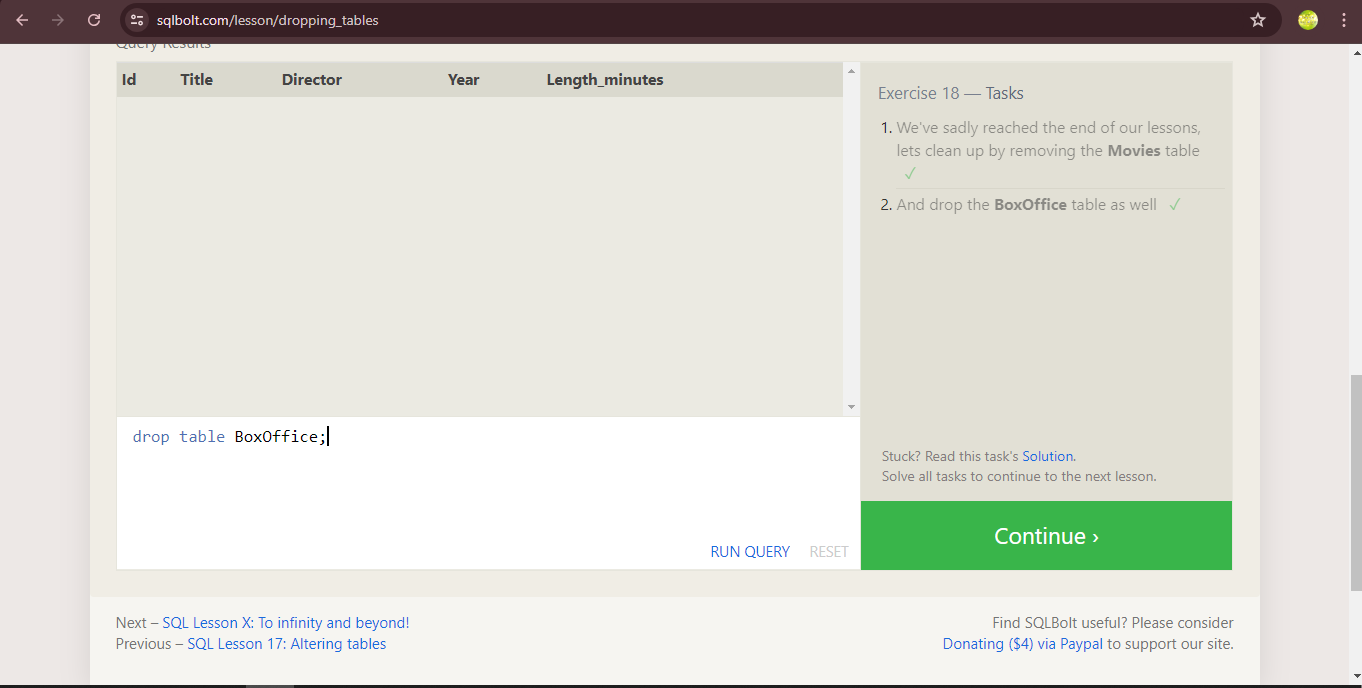 sqlbolt.com/lesson/dropping_tables
Query Results
Id Title Director Year Length_minutes
Exercise 18 — Tasks
1. We've sadly reached the end of our lessons,
lets clean up by removing the Movies table
✓
2. And drop the BoxOffice table as well ✓
drop table BoxOffice;
Stuck? Read this task's Solution.
Solve all tasks to continue to the next lesson.
RUN QUERY RESET
Continue ›
Next – SQL Lesson X: To infinity and beyond!
Previous – SQL Lesson 17: Altering tables
Find SQLBolt useful? Please consider
Donating ($4) via Paypal to support our site.